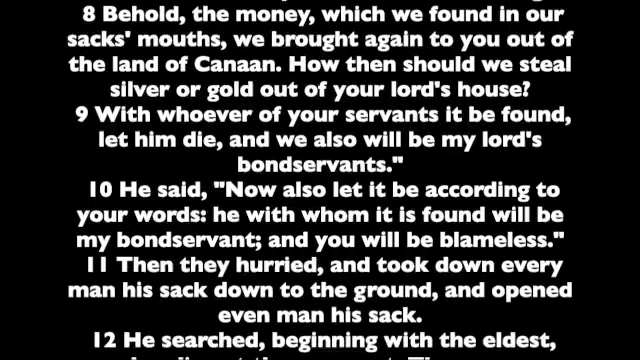 8 Behold, the money, which we found in our
sacks' mouths, we brought again to you out of
the land of Canaan. How then should we steal
silver or gold out of your lord's house?
9 With whoever of your servants it be found,
let him die, and we also will be my lord's
bondservants."
10 He said, "Now also let it be according to
your words: he with whom it is found will be
my bondservant; and you will be blameless."
11 Then they hurried, and took down every
man his sack down to the ground, and opened
even man his sack.
12 He searched, beginning with the eldest,